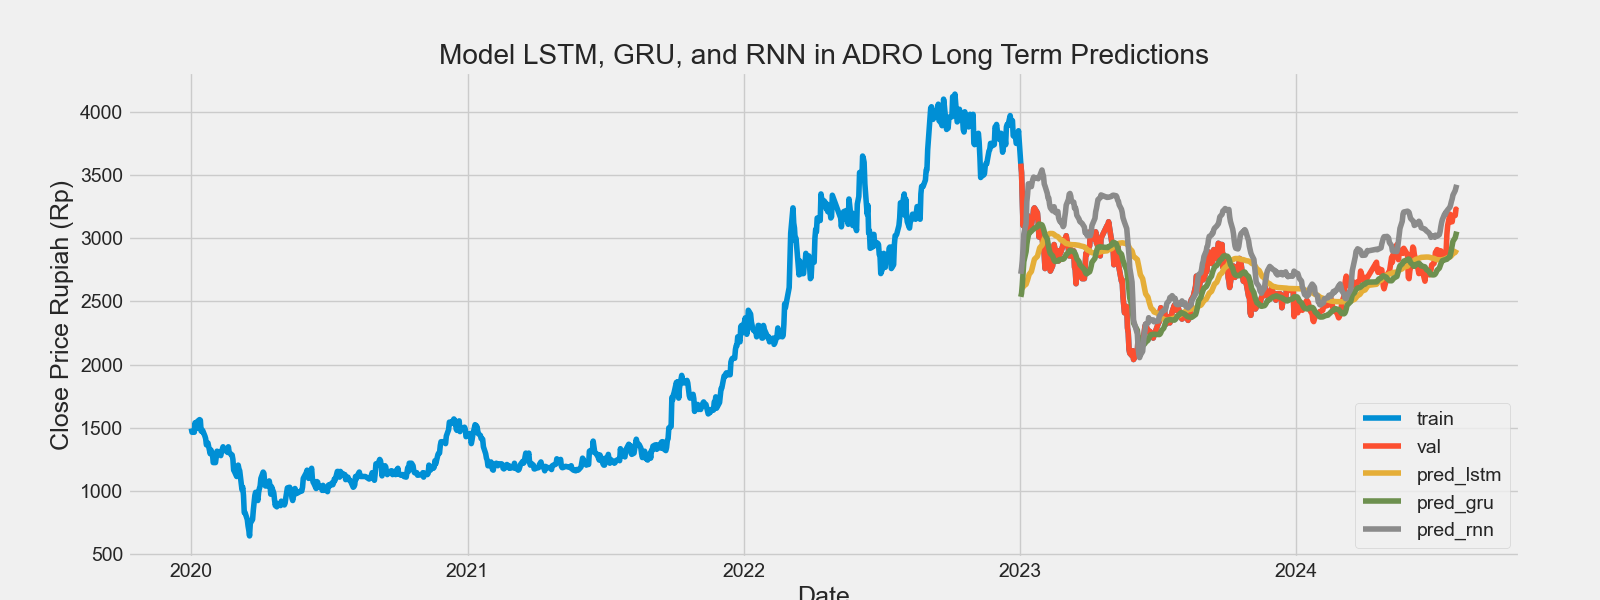 Model LSTM, GRU, and RNN in ADRO Long Term Predictions
Close Price Rupiah (Rp)
4000
3500
3000
2500
2000
1500
1000
500
2020
2021
2022
2023
2024
Date
train
val
pred_lstm
pred_gru
pred_rnn